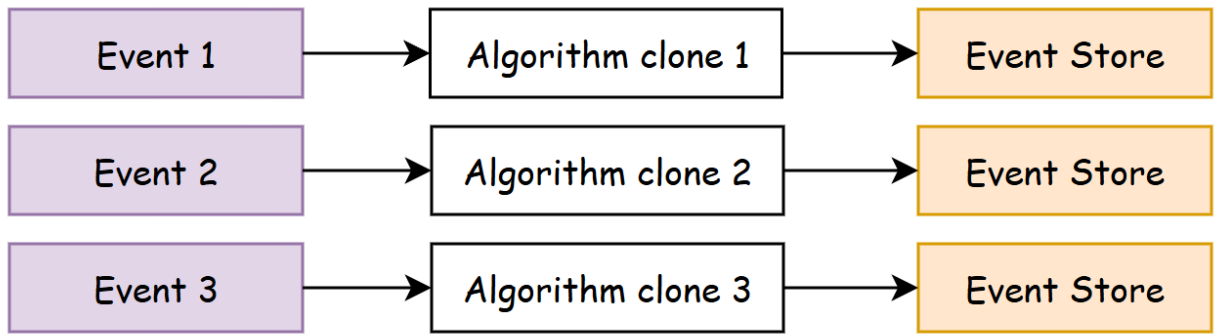 Event 1 Algorithm clone 1 Event Store
Event 2 Algorithm clone 2 Event Store
Event 3 Algorithm clone 3 Event Store